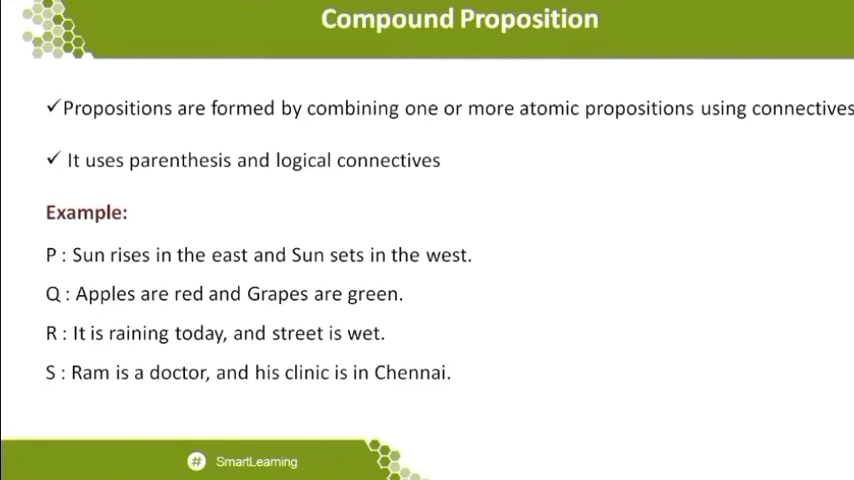 Compound Proposition
✓Propositions are formed by combining one or more atomic propositions using connectives
✓ It uses parenthesis and logical connectives
Example:
P : Sun rises in the east and Sun sets in the west.
Q : Apples are red and Grapes are green.
R : It is raining today, and street is wet.
S : Ram is a doctor, and his clinic is in Chennai.
# SmartLearning